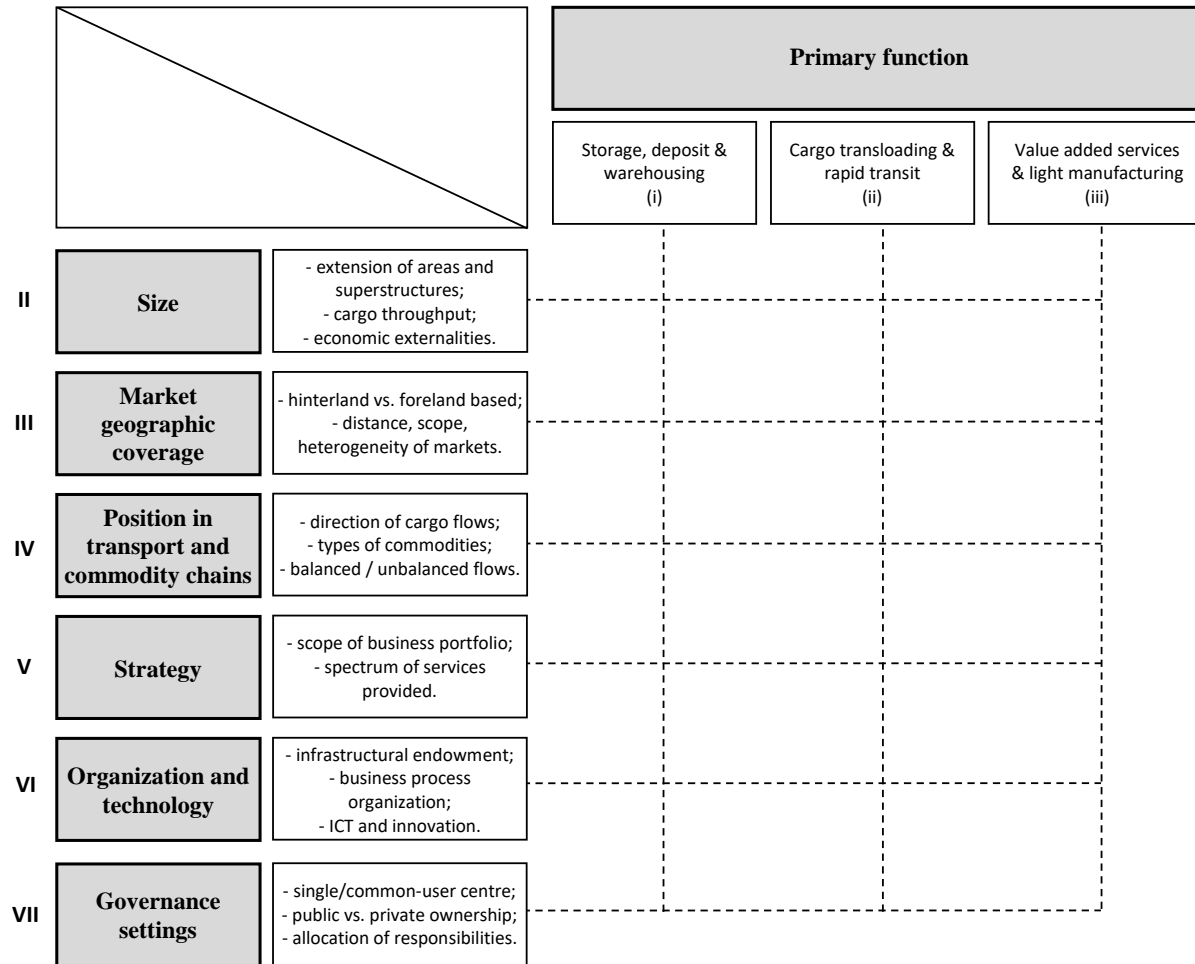 Primary function
Storage, deposit &
warehousing
(i)
Cargo transloading &
rapid transit
(ii)
Value added services
& light manufacturing
(iii)
II
Size
- extension of areas and
superstructures;
- cargo throughput;
- economic externalities.
III
Market
geographic
coverage
- hinterland vs. foreland based;
- distance, scope,
heterogeneity of markets.
IV
Position in
transport and
commodity chains
- direction of cargo flows;
- types of commodities;
- balanced / unbalanced flows.
V
Strategy
- scope of business portfolio;
- spectrum of services
provided.
VI
Organization and
technology
- infrastructural endowment;
- business process
organization;
- ICT and innovation.
VII
Governance
settings
- single/common-user centre;
- public vs. private ownership;
- allocation of responsibilities.